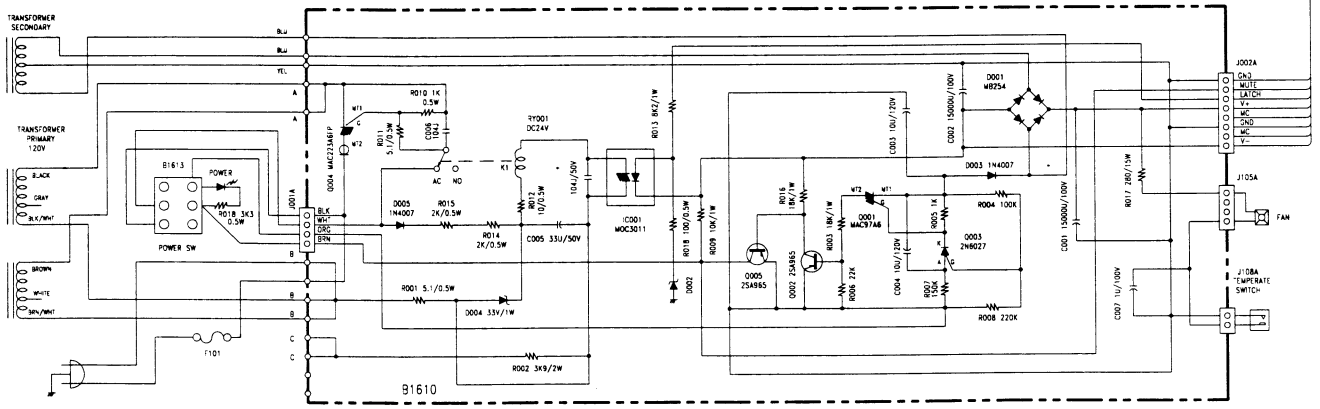 TRANSFORMER
SECONDARY
BLU
BLU
YEL
A
A
TRANSFORMER
PRIMARY
120V
BLACK
GRAY
BLK/WHT
BROWN
WHITE
BRN/WHT
B1613
POWER
R018 3K3
0.5W
POWER SW
J001A
BLK
WHT
ORG
BRN
B
B
B
C
C
F101
Q004 MAC223A6FP
MT1
G
MT2
R010 1K
0.5W
R011
5.1/0.5W
C006
104J
AC
NO
RY001
DC24V
K1
D005
1N4007
R015
2K/0.5W
R014
2K/0.5W
R012
10/0.5W
C005 33U/50V
104J/50V
IC001
MOC3011
R001 5.1/0.5W
D004 33V/1W
R002 3K9/2W
B1610
R013 8K2/1W
R018 100/0.5W
R009 10K/1W
D002
Q005
2SA965
R016
18K/1W
Q002 2SA965
R003 18K/1W
R006 22K
MT2
MT1
G
Q001
MAC97A6
C003 10U/120V
C004 10U/120V
R005 1K
Q003
2N6027
K
A
G
R007
150K
R004 100K
R008 220K
D003 1N4007
C002 15000U/100V
D001
MB254
C001 15000U/100V
R017 280/15W
C007 1U/100V
J002A
GND
MUTE
LATCH
V+
MC
GND
MC
V-
J105A
FAN
J108A
TEMPERATE
SWITCH